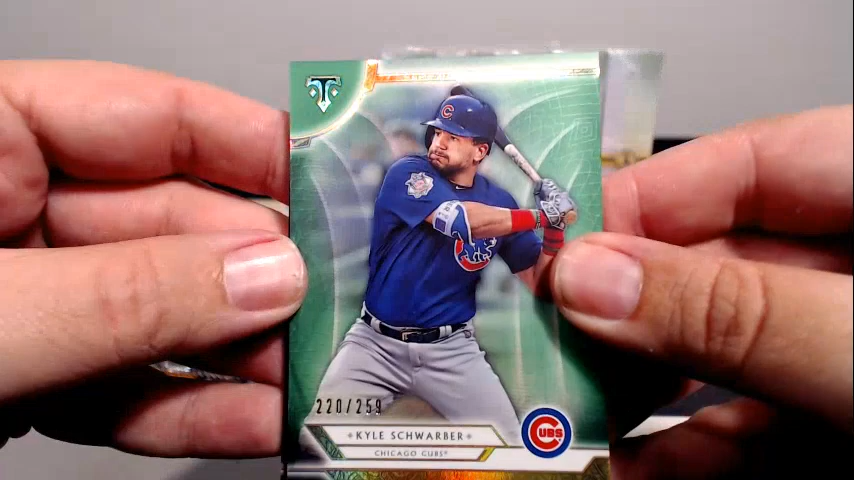 T
C
220/259
✦KYLE SCHWARBER✦
CHICAGO CUBS®
CUBS